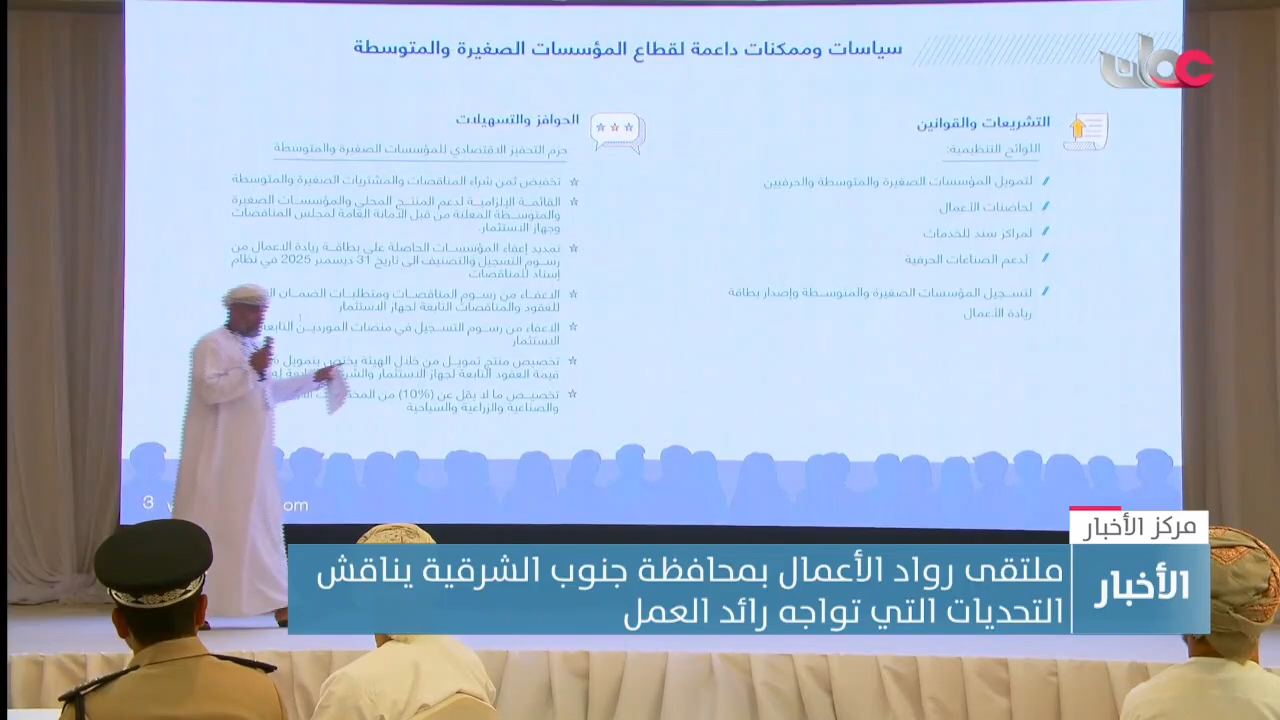 سياسات وممكنات داعمة لقطاع المؤسسات الصغيرة والمتوسطة
التشريعات والقوانين
اللوائح التنظيمية:
لتمويل المؤسسات الصغيرة والمتوسطة والحرفيين
لحاضنات الأعمال
لمراكز سند للخدمات
لدعم الصناعات الحرفية
لتسجيل المؤسسات الصغيرة والمتوسطة وإصدار بطاقة
ريادة الأعمال
الحوافز والتسهيلات
حزم التحفيز الاقتصادي للمؤسسات الصغيرة والمتوسطة
تخفيض ثمن شراء المناقصات والمشتريات الصغيرة والمتوسطة
القائمة الإلزامية لدعم المنتج المحلي والمؤسسات الصغيرة
والمتوسطة المعلنة من قبل الأمانة العامة لمجلس المناقصات
وجهاز الاستثمار.
تمديد إعفاء المؤسسات الحاصلة على بطاقة ريادة الاعمال من
رسوم التسجيل والتصنيف الى تاريخ 31 ديسمبر 2025 في نظام
إسناد للمناقصات
الاعفاء من رسوم المناقصات ومتطلبات الضمان
للعقود والمناقصات التابعة لجهاز الاستثمار
الاعفاء من رسوم التسجيل في منصات الموردين التابعة
الاستثمار
تخصيص منتج تمويل من خلال الهيئة يختص بتمويل
قيمة العقود التابعة لجهاز الاستثمار
تخصيص ما لا يقل عن (10%) من
والصناعية والزراعية والسياحية
3
om
مركز الأخبار
الأخبار
ملتقى رواد الأعمال بمحافظة جنوب الشرقية يناقش
التحديات التي تواجه رائد العمل